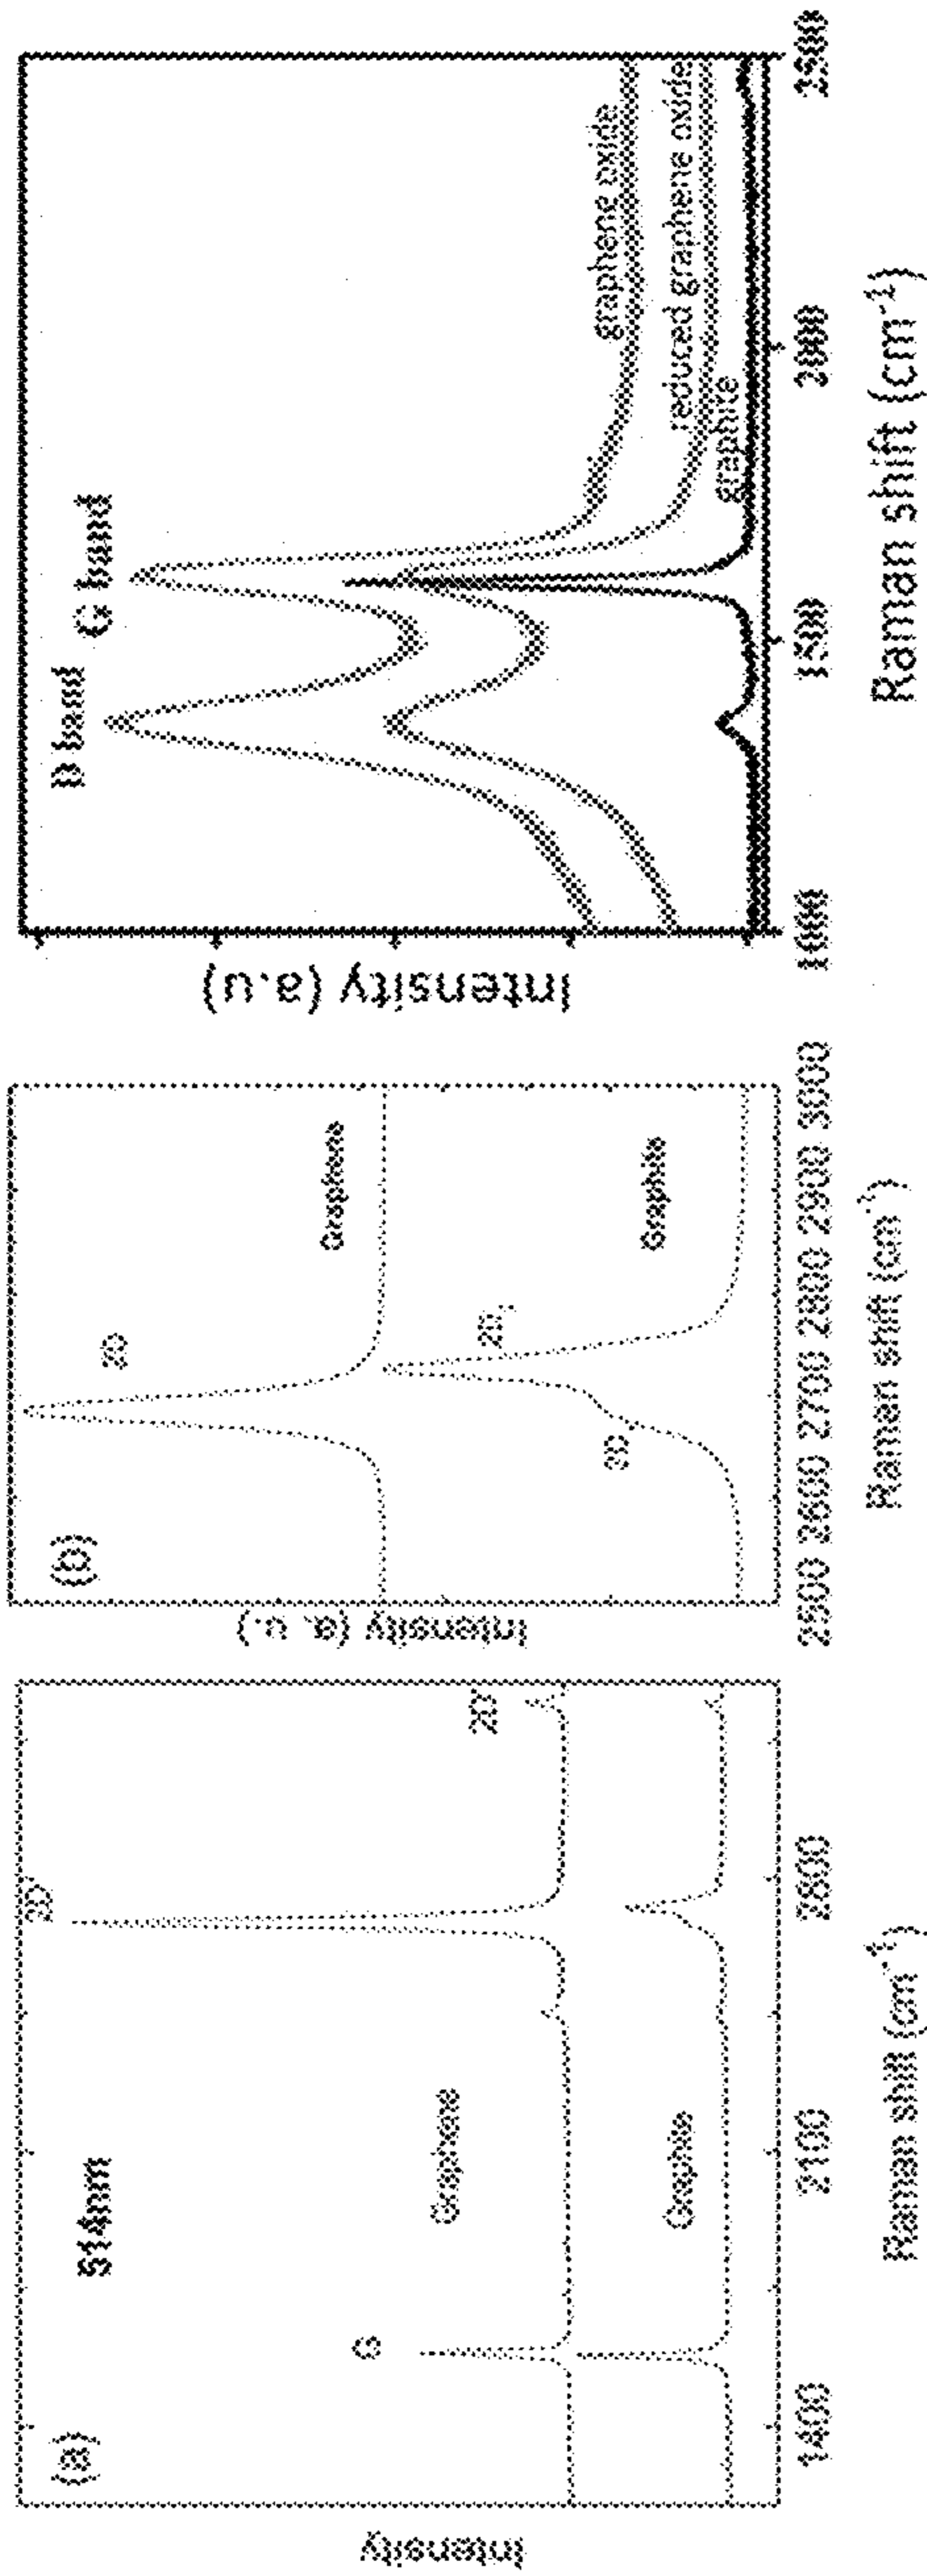 (a)
514nm
G
2D
2D'
Graphene
Graphite
Intensity
1400
2100
2800
Raman shift (cm⁻¹)
(b)
2D
Graphene
2D₁
2D₂
Graphite
Intensity (a. u.)
2500 2600 2700 2800 2900 3000
Raman shift (cm⁻¹)
D band
G band
graphene oxide
reduced graphene oxide
graphite
Intensity (a.u)
1000
1500
2000
2500
Raman shift (cm⁻¹)